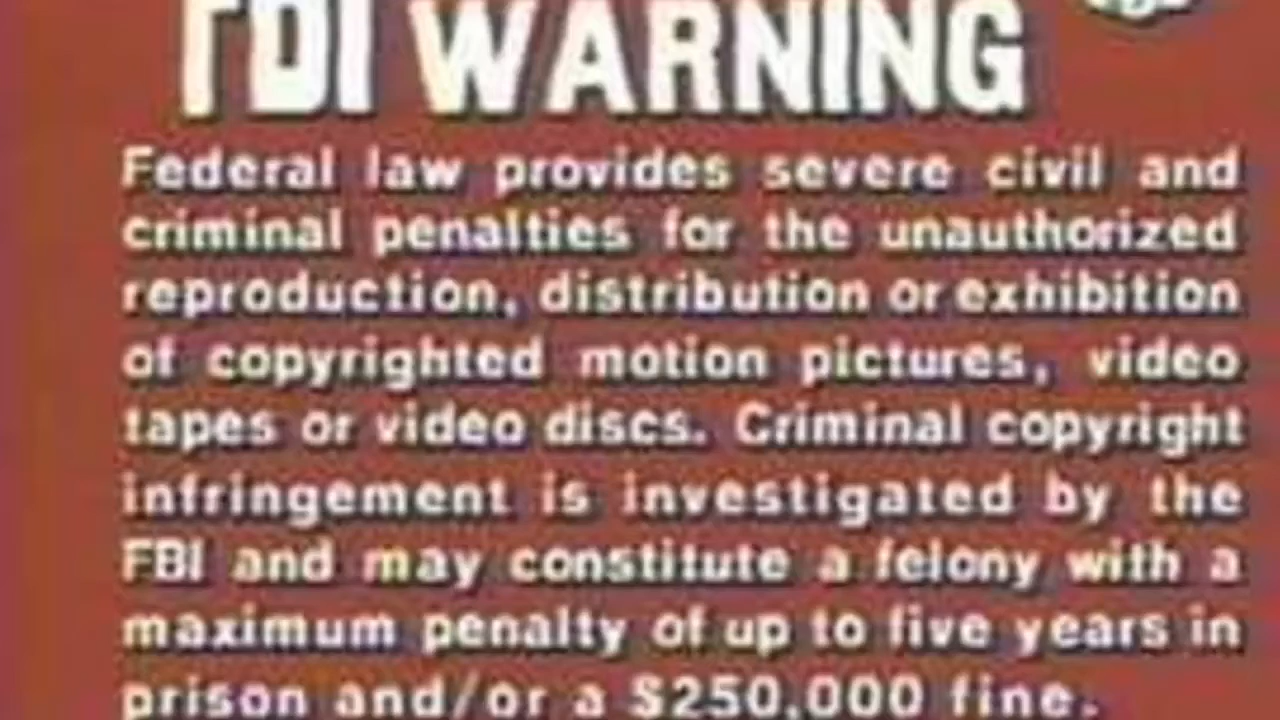 FBI WARNING
Federal law provides severe civil and
criminal penalties for the unauthorized
reproduction, distribution or exhibition
of copyrighted motion pictures, video
tapes or video discs. Criminal copyright
infringement is investigated by the
FBI and may constitute a felony with a
maximum penalty of up to five years in
prison and/or a $250,000 fine.